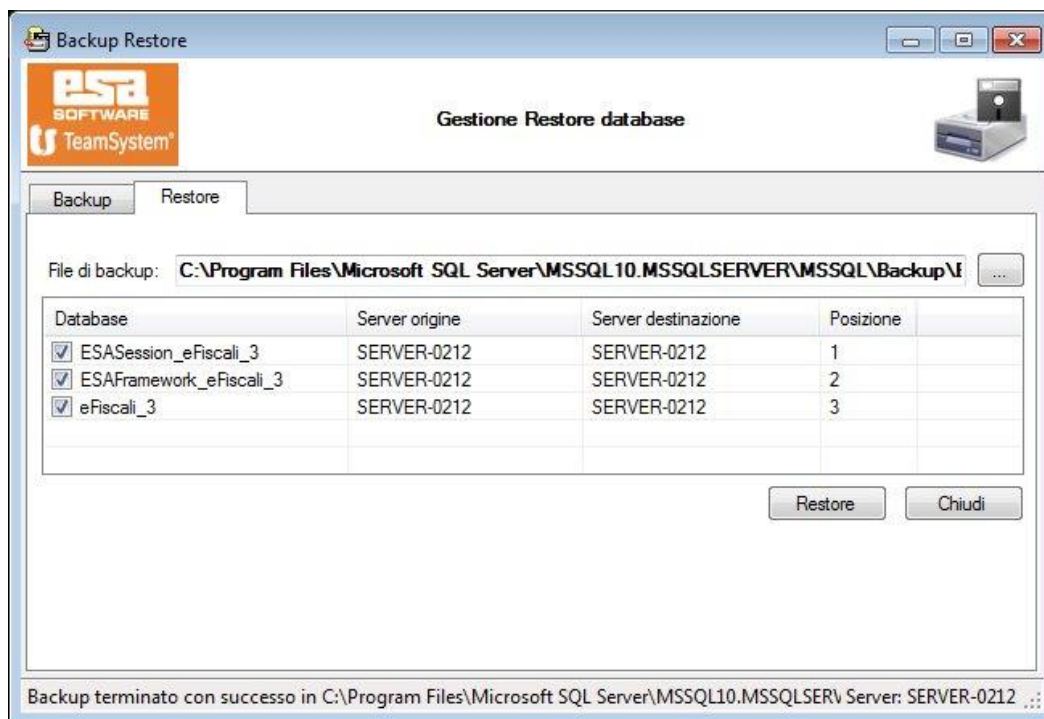 Backup Restore
esa
SOFTWARE
TeamSystem®
Gestione Restore database
Backup Restore
File di backup: C:\Program Files\Microsoft SQL Server\MSSQL10.MSSQLSERVER\MSSQL\Backup\ ...
Database Server origine Server destinazione Posizione
ESASession_eFiscali_3 SERVER-0212 SERVER-0212 1
ESAFramework_eFiscali_3 SERVER-0212 SERVER-0212 2
eFiscali_3 SERVER-0212 SERVER-0212 3
Restore Chiudi
Backup terminato con successo in C:\Program Files\Microsoft SQL Server\MSSQL10.MSSQLSER\ Server: SERVER-0212